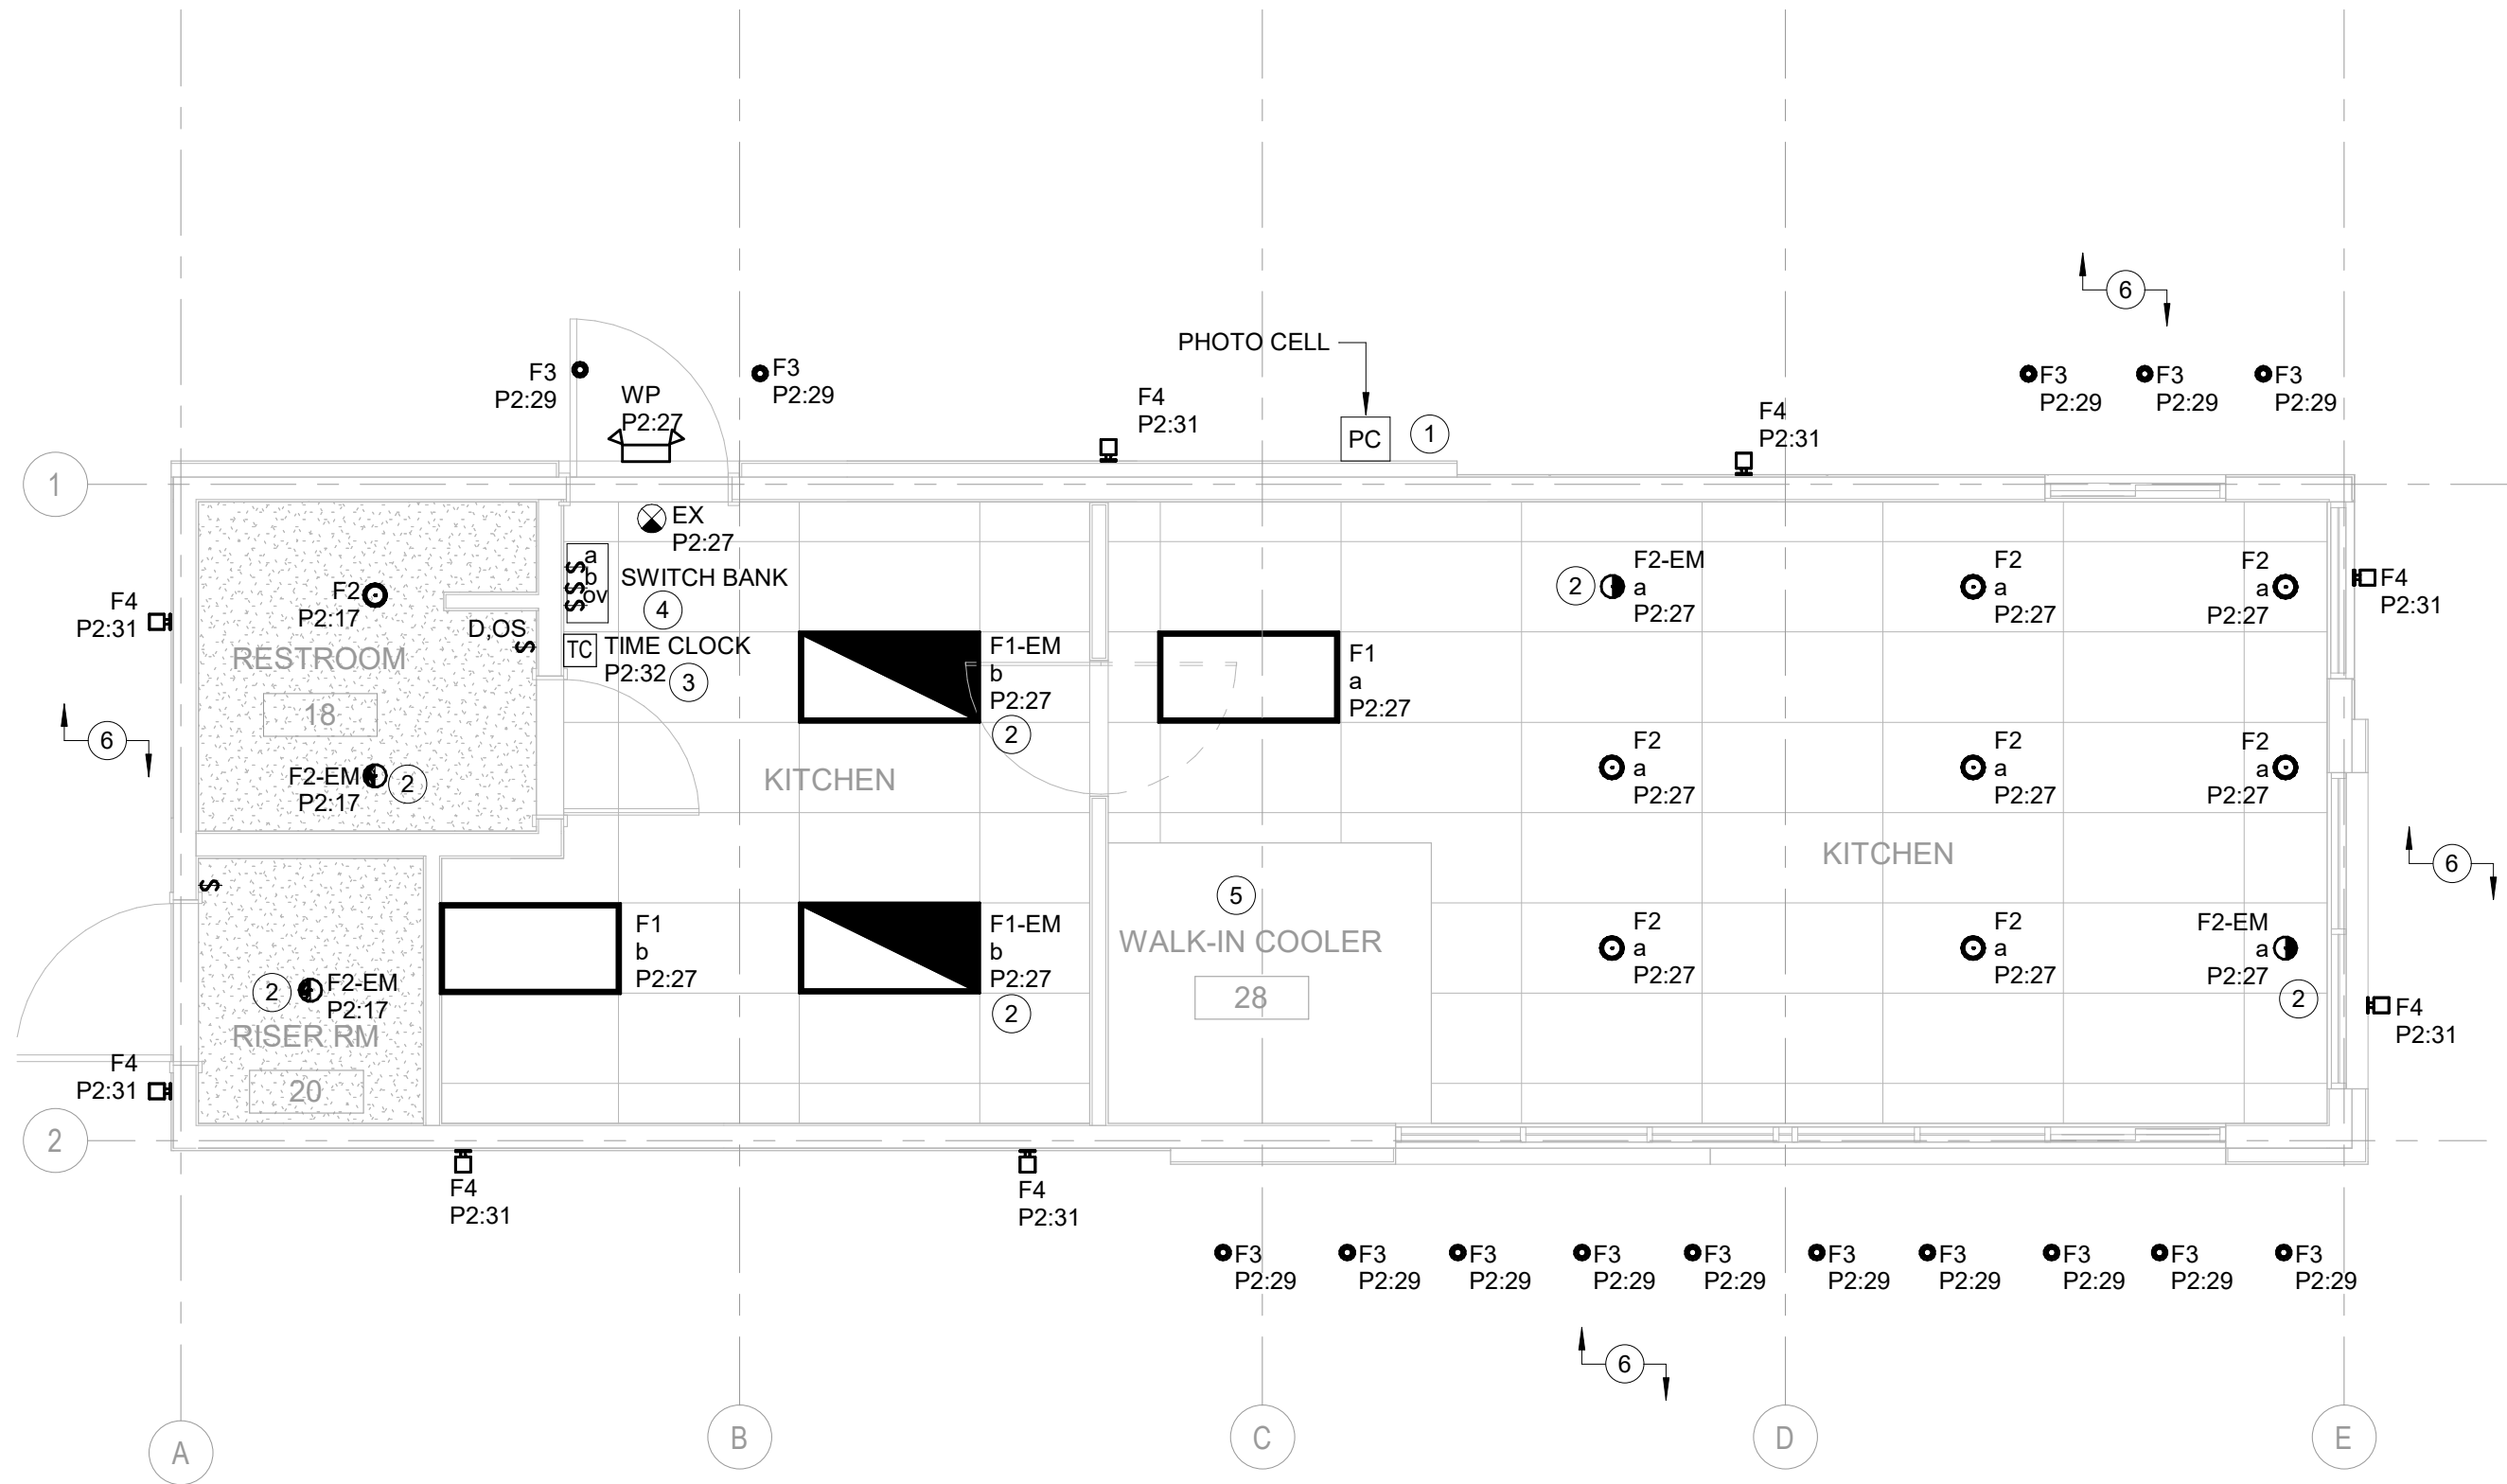 6
PHOTO CELL
F3
P2:29
WP
P2:27
F3
P2:29
F4
P2:31
F4
P2:31
F3
P2:29
F3
P2:29
F3
P2:29
PC
1
1
EX
P2:27
a
b
ov
SWITCH BANK
4
F2
P2:17
D,OS
RESTROOM
18
TC
TIME CLOCK
P2:32
3
F4
P2:31
6
F2-EM
P2:17
2
F1-EM
b
P2:27
2
F1
a
P2:27
KITCHEN
2
F2-EM
a
P2:27
F2
a
P2:27
F2
a
P2:27
F4
P2:31
F2
a
P2:27
F2
a
P2:27
F2
a
P2:27
KITCHEN
6
5
WALK-IN COOLER
28
F2
a
P2:27
F2
a
P2:27
F2-EM
a
P2:27
2
F4
P2:31
F1
b
P2:27
F1-EM
b
P2:27
2
2
F2-EM
P2:17
RISER RM
20
F4
P2:31
2
F4
P2:31
F4
P2:31
F3
P2:29
F3
P2:29
F3
P2:29
F3
P2:29
F3
P2:29
F3
P2:29
F3
P2:29
F3
P2:29
F3
P2:29
F3
P2:29
6
A
B
C
D
E